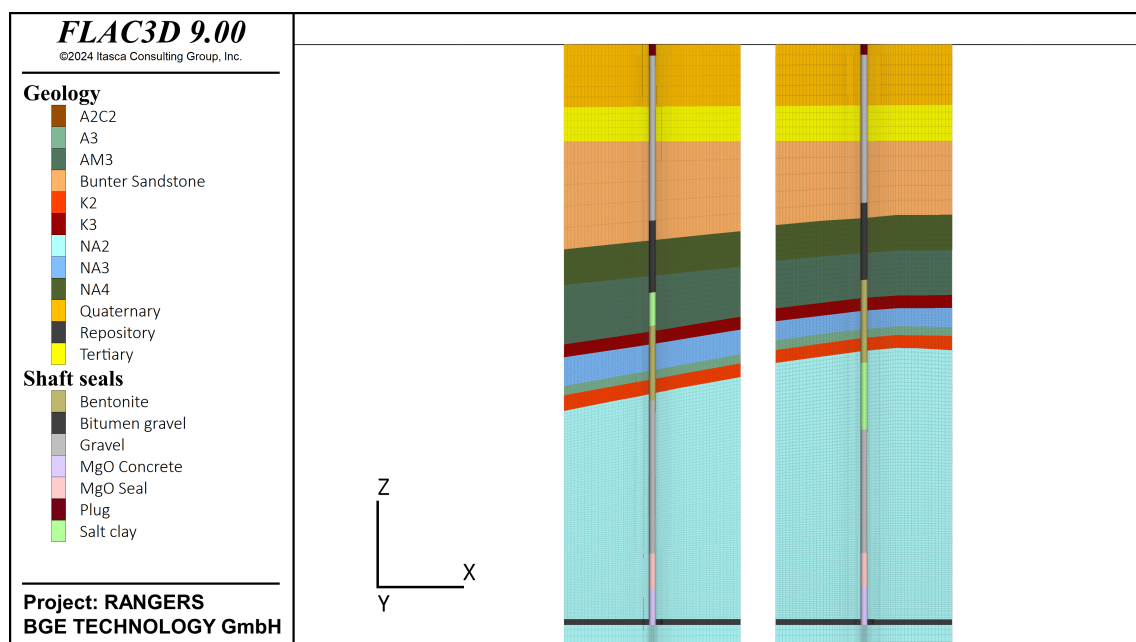 FLAC3D 9.00
©2024 Itasca Consulting Group, Inc.
Geology
A2C2
A3
AM3
Bunter Sandstone
K2
K3
NA2
NA3
NA4
Quaternary
Repository
Tertiary
Shaft seals
Bentonite
Bitumen gravel
Gravel
MgO Concrete
MgO Seal
Plug
Salt clay
Project: RANGERS
BGE TECHNOLOGY GmbH
Z
X
Y